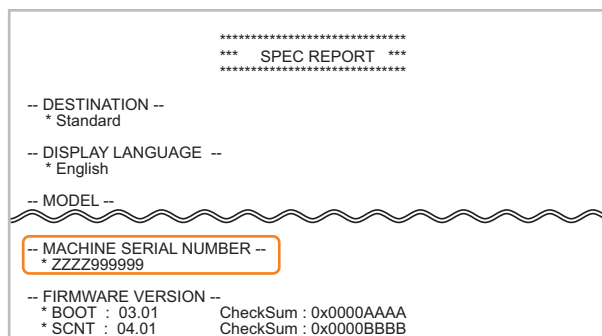 ******************************
*** SPEC REPORT ***
******************************
-- DESTINATION --
* Standard
-- DISPLAY LANGUAGE --
* English
-- MODEL --
-- MACHINE SERIAL NUMBER --
* ZZZZ999999
-- FIRMWARE VERSION --
* BOOT : 03.01 CheckSum : 0x0000AAAA
* SCNT : 04.01 CheckSum : 0x0000BBBB